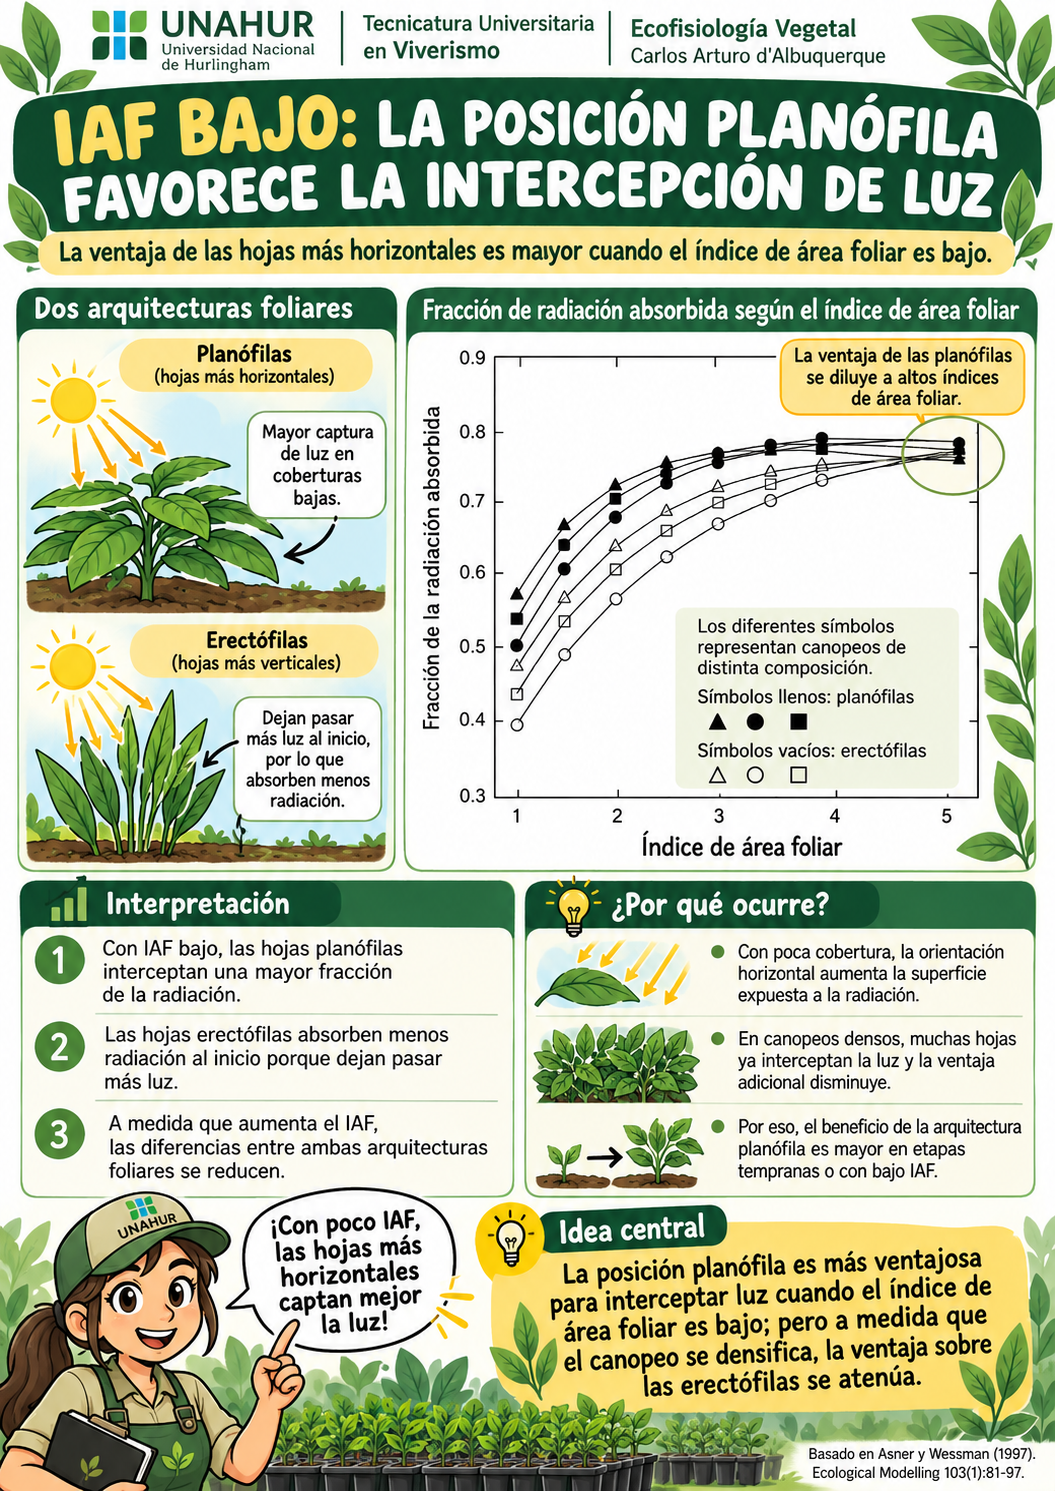 UNAHUR
Universidad Nacional
de Hurlingham
Tecnicatura Universitaria
en Viverismo
Ecofisiología Vegetal
Carlos Arturo d'Albuquerque
IAF BAJO: LA POSICIÓN PLANÓFILA
FAVORECE LA INTERCEPCIÓN DE LUZ
La ventaja de las hojas más horizontales es mayor cuando el índice de área foliar es bajo.
Dos arquitecturas foliares
Planófilas
(hojas más horizontales)
Mayor captura
de luz en
coberturas
bajas.
Erectófilas
(hojas más verticales)
Dejan pasar
más luz al inicio,
por lo que
absorben menos
radiación.
Fracción de radiación absorbida según el índice de área foliar
La ventaja de las planófilas
se diluye a altos índices
de área foliar.
Fracción de la radiación absorbida
0.9
0.8
0.7
0.6
0.5
0.4
0.3
Los diferentes símbolos
representan canopeos de
distinta composición.
Símbolos llenos: planófilas
Símbolos vacíos: erectófilas
1 2 3 4 5
Índice de área foliar
Interpretación
1 Con IAF bajo, las hojas planófilas
interceptan una mayor fracción
de la radiación.
2 Las hojas erectófilas absorben menos
radiación al inicio porque dejan pasar
más luz.
3 A medida que aumenta el IAF,
las diferencias entre ambas arquitecturas
foliares se reducen.
¿Por qué ocurre?
Con poca cobertura, la orientación
horizontal aumenta la superficie
expuesta a la radiación.
En canopeos densos, muchas hojas
ya interceptan la luz y la ventaja
adicional disminuye.
Por eso, el beneficio de la arquitectura
planófila es mayor en etapas
tempranas o con bajo IAF.
UNAHUR
¡Con poco IAF,
las hojas más
horizontales
captan mejor
la luz!
Idea central
La posición planófila es más ventajosa
para interceptar luz cuando el índice de
área foliar es bajo; pero a medida que
el canopeo se densifica, la ventaja sobre
las erectófilas se atenúa.
Basado en Asner y Wessman (1997).
Ecological Modelling 103(1):81-97.